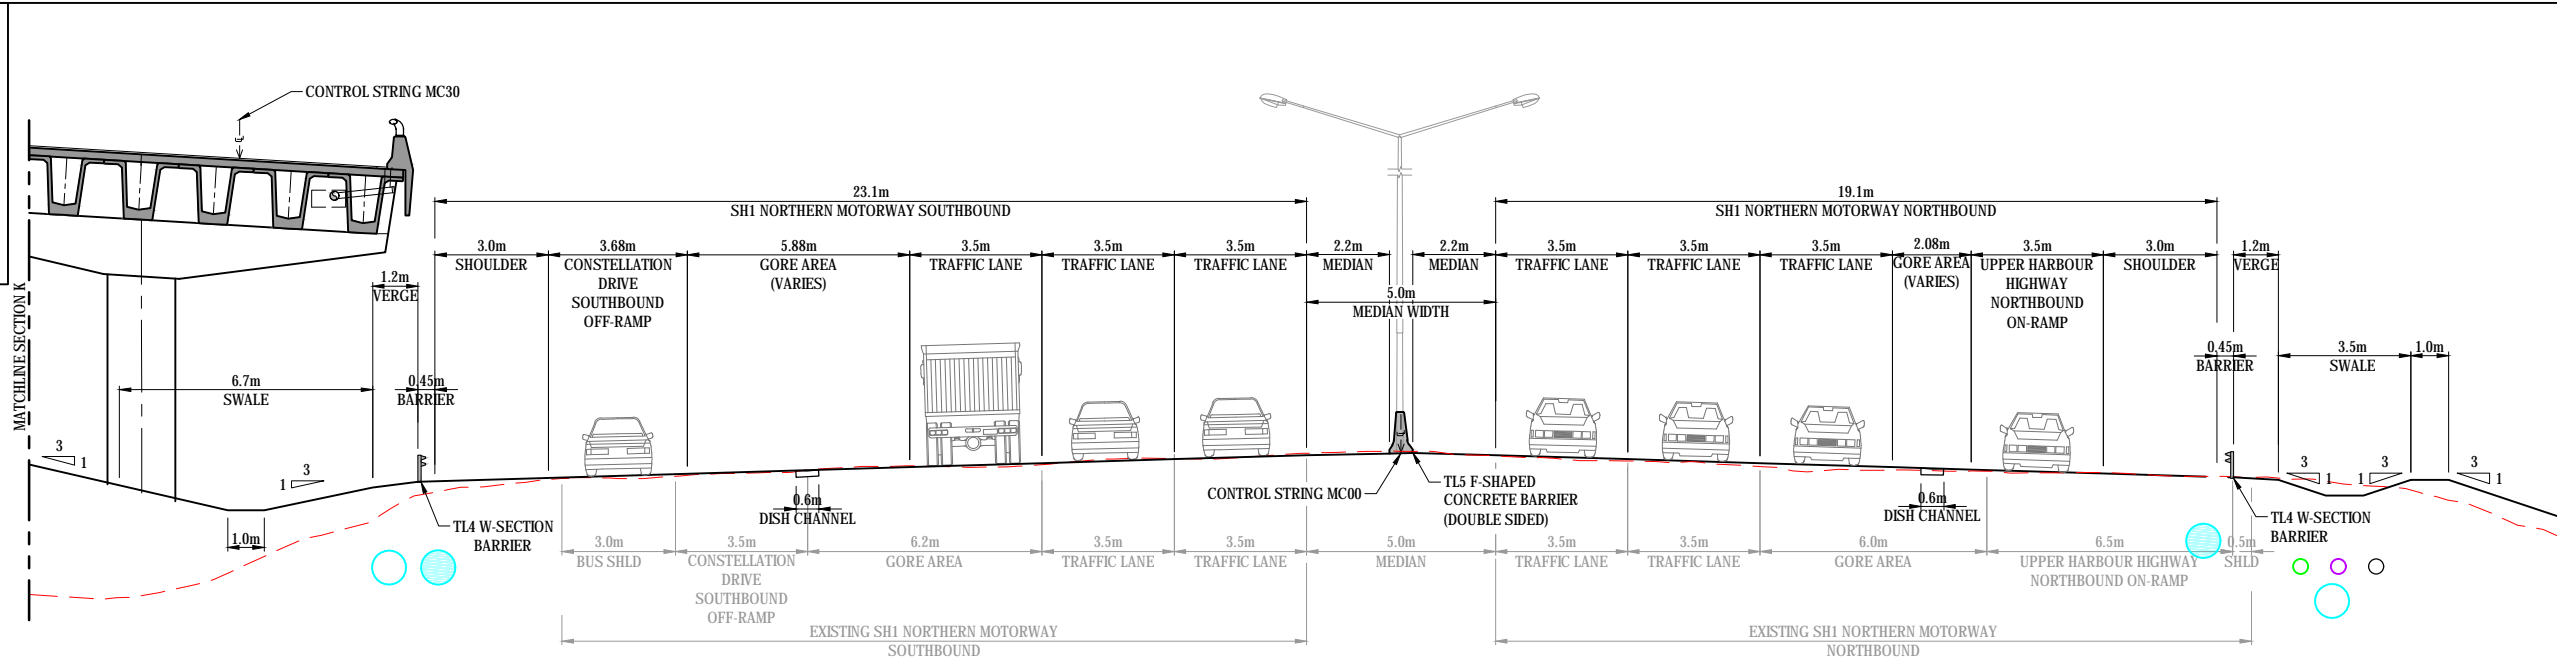 CONTROL STRING MC30
23.1m
SH1 NORTHERN MOTORWAY SOUTHBOUND
19.1m
SH1 NORTHERN MOTORWAY NORTHBOUND
3.0m
SHOULDER
3.68m
CONSTELLATION
DRIVE
SOUTHBOUND
OFF-RAMP
5.88m
GORE AREA
(VARIES)
3.5m
TRAFFIC LANE
3.5m
TRAFFIC LANE
3.5m
TRAFFIC LANE
2.2m
MEDIAN
2.2m
MEDIAN
5.0m
MEDIAN WIDTH
3.5m
TRAFFIC LANE
3.5m
TRAFFIC LANE
3.5m
TRAFFIC LANE
2.08m
GORE AREA
(VARIES)
3.5m
UPPER HARBOUR
HIGHWAY
NORTHBOUND
ON-RAMP
3.0m
SHOULDER
1.2m
VERGE
1.2m
VERGE
MATCHLINE SECTION K
6.7m
SWALE
0.45m
BARRIER
0.45m
BARRIER
3.5m
SWALE
1.0m
3
1
3
1
1.0m
TL4 W-SECTION
BARRIER
0.6m
DISH CHANNEL
CONTROL STRING MC00
TL5 F-SHAPED
CONCRETE BARRIER
(DOUBLE SIDED)
0.6m
DISH CHANNEL
3
1
3
1
3
1
TL4 W-SECTION
BARRIER
3.0m
BUS SHLD
3.5m
CONSTELLATION
DRIVE
SOUTHBOUND
OFF-RAMP
6.2m
GORE AREA
3.5m
TRAFFIC LANE
3.5m
TRAFFIC LANE
5.0m
MEDIAN
3.5m
TRAFFIC LANE
3.5m
TRAFFIC LANE
6.0m
GORE AREA
6.5m
UPPER HARBOUR HIGHWAY
NORTHBOUND ON-RAMP
0.5m
SHLD
EXISTING SH1 NORTHERN MOTORWAY
SOUTHBOUND
EXISTING SH1 NORTHERN MOTORWAY
NORTHBOUND